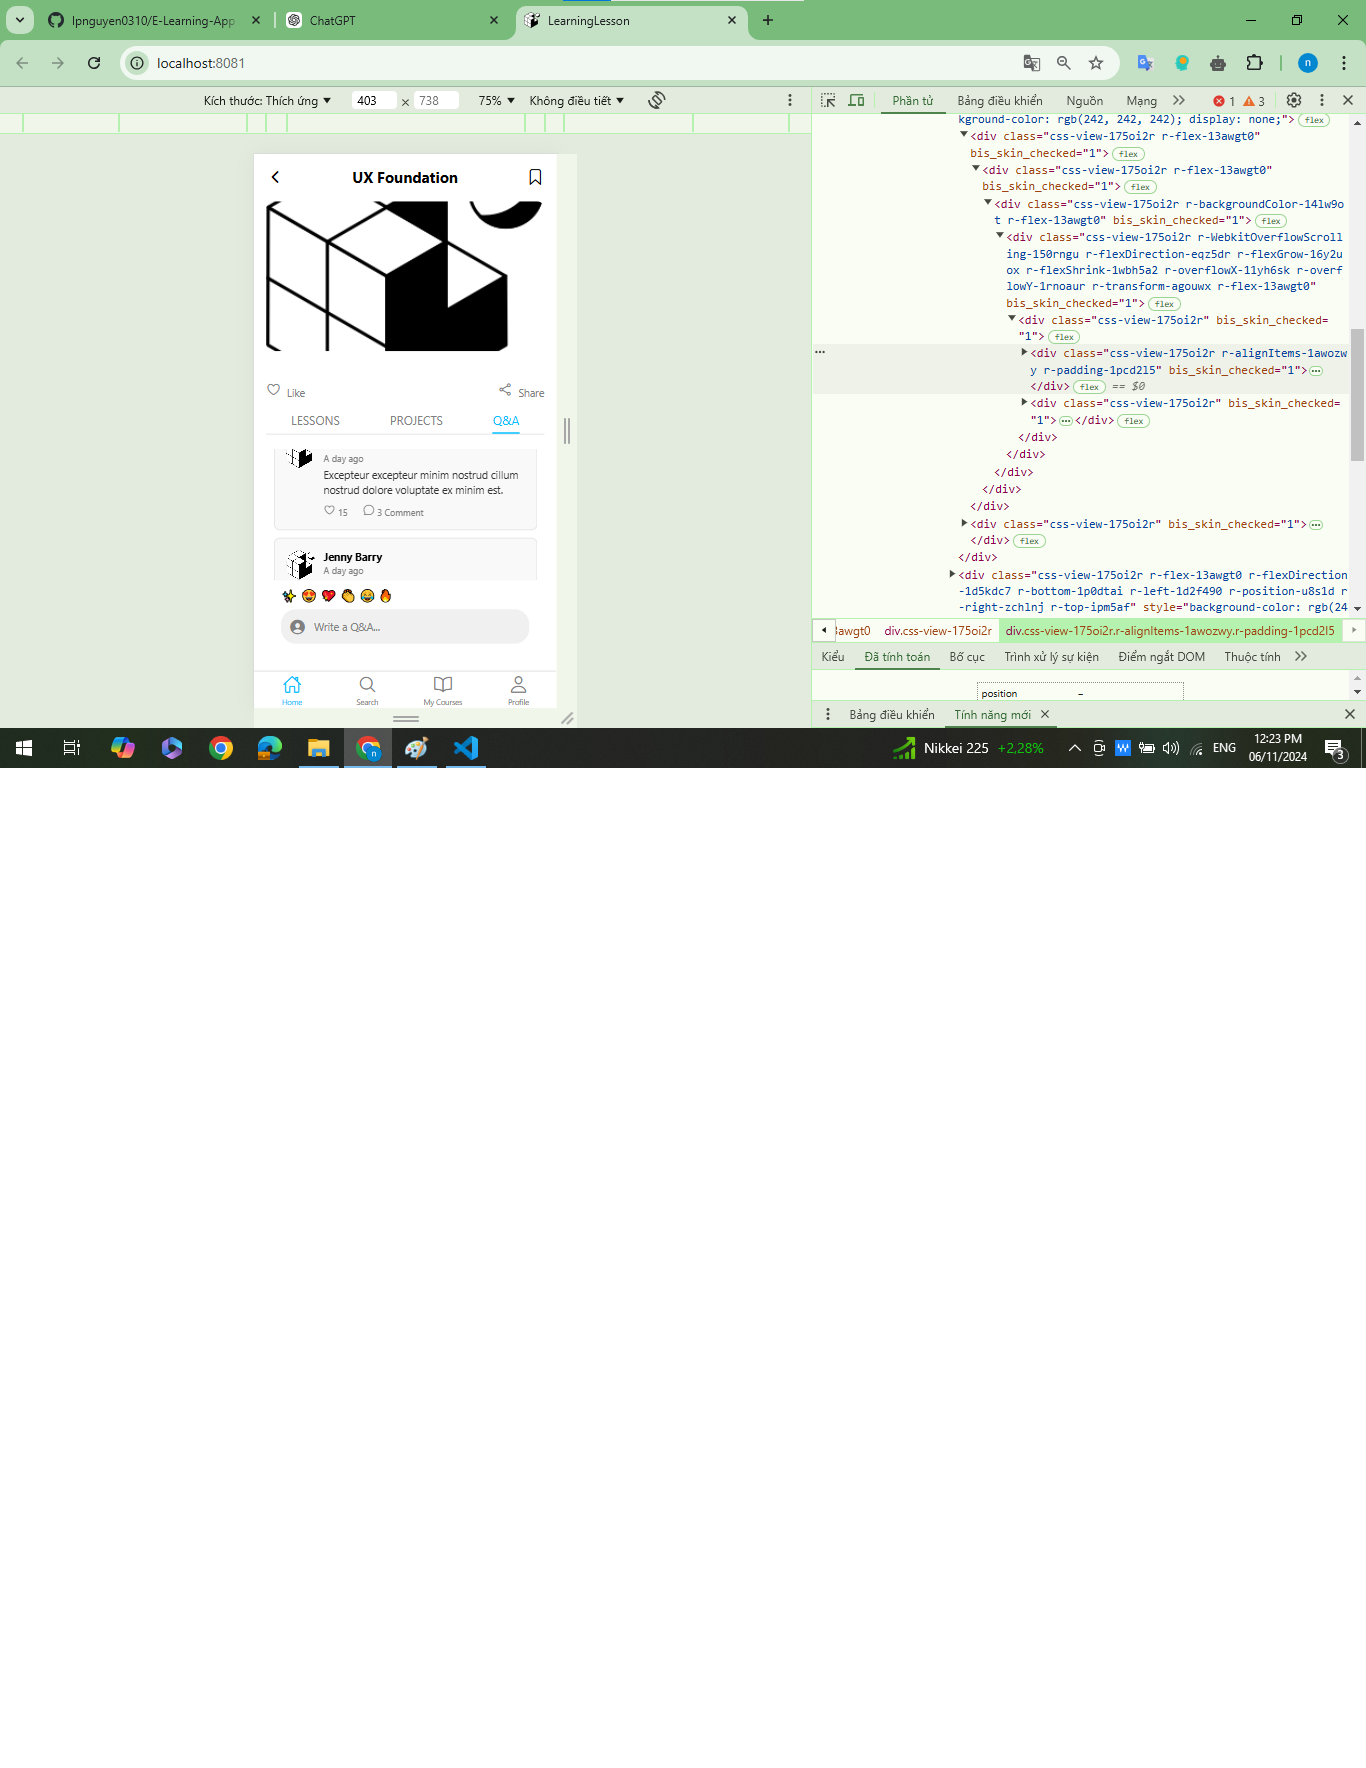 lpnguyen0310/E-Learning-App
ChatGPT
LearningLesson
localhost:8081
n
Kích thước: Thích ứng
403 × 738
75%
Không điều tiết
Phần tử
Bảng điều khiển
Nguồn
Mạng
1
3
UX Foundation
Like
Share
LESSONS
PROJECTS
Q&A
A day ago
Excepteur excepteur minim nostrud cillum
nostrud dolore voluptate ex minim est.
15
3 Comment
Jenny Barry
A day ago
Write a Q&A...
Home
Search
My Courses
Profile
kground-color: rgb(242, 242, 242); display: none;"> flex
<div class="css-view-175oi2r r-flex-13awgt0"
bis_skin_checked="1"> flex
<div class="css-view-175oi2r r-flex-13awgt0"
bis_skin_checked="1"> flex
<div class="css-view-175oi2r r-backgroundColor-14lw9o
t r-flex-13awgt0" bis_skin_checked="1"> flex
<div class="css-view-175oi2r r-WebkitOverflowScroll
ing-150rngu r-flexDirection-eqz5dr r-flexGrow-16y2u
ox r-flexShrink-1wbh5a2 r-overflowX-11yh6sk r-overf
lowY-1rnoaur r-transform-agouwx r-flex-13awgt0"
bis_skin_checked="1"> flex
<div class="css-view-175oi2r" bis_skin_checked=
"1"> flex
<div class="css-view-175oi2r r-alignItems-1awozw
y r-padding-1pcd2l5" bis_skin_checked="1"> …
</div> flex == $0
<div class="css-view-175oi2r" bis_skin_checked=
"1"> … </div> flex
</div>
</div>
</div>
</div>
</div>
<div class="css-view-175oi2r" bis_skin_checked="1"> …
</div> flex
</div>
<div class="css-view-175oi2r r-flex-13awgt0 r-flexDirection
-1d5kdc7 r-bottom-1p0dtai r-left-1d2f490 r-position-u8s1d r
-right-zchlnj r-top-ipm5af" style="background-color: rgb(24
3awgt0
div.css-view-175oi2r
div.css-view-175oi2r.r-alignItems-1awozwy.r-padding-1pcd2l5
Kiểu
Đã tính toán
Bố cục
Trình xử lý sự kiện
Điểm ngắt DOM
Thuộc tính
position
–
Bảng điều khiển
Tính năng mới
Nikkei 225 +2,28%
ENG
12:23 PM
06/11/2024
3